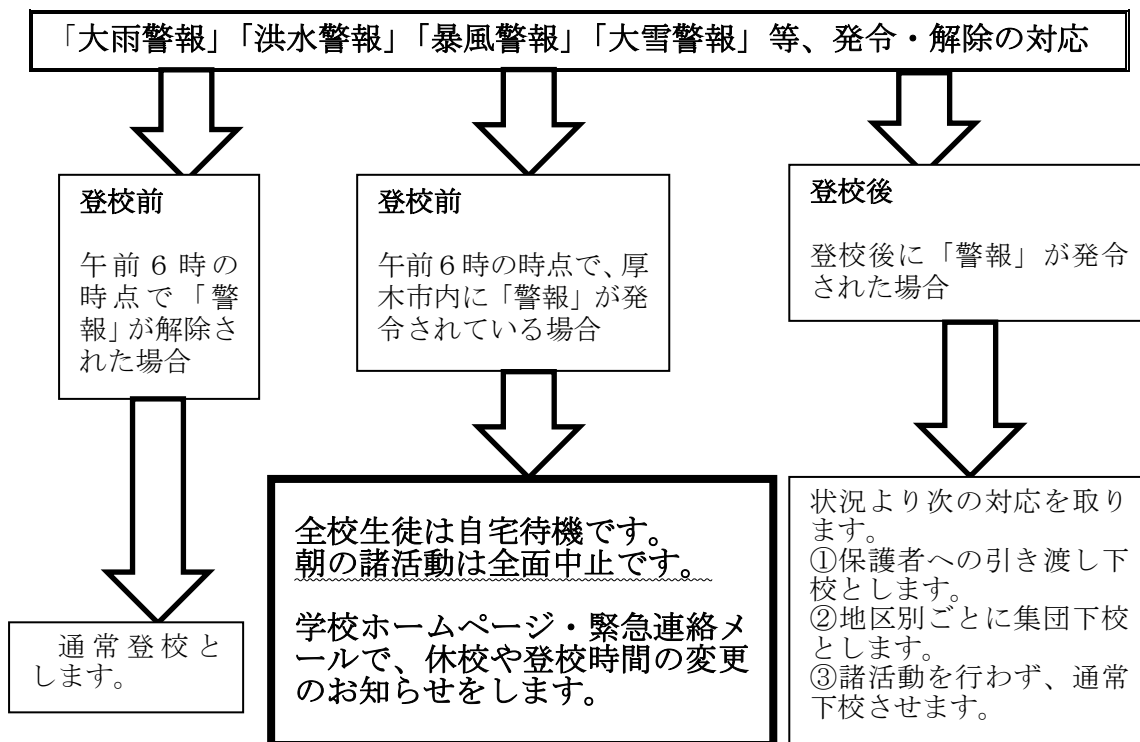 「大雨警報」「洪水警報」「暴風警報」「大雪警報」等、発令・解除の対応
登校前
午前６時の
時点で「警
報」が解除さ
れた場合
通常登校と
します。
登校前
午前６時の時点で、厚
木市内に「警報」が発
令されている場合
全校生徒は自宅待機です。
朝の諸活動は全面中止です。
学校ホームページ・緊急連絡メ
ールで、休校や登校時間の変更
のお知らせをします。
登校後
登校後に「警報」が発令
された場合
状況より次の対応を取り
ます。
①保護者への引き渡し下
校とします。
②地区別ごとに集団下校
とします。
③諸活動を行わず、通常
下校させます。